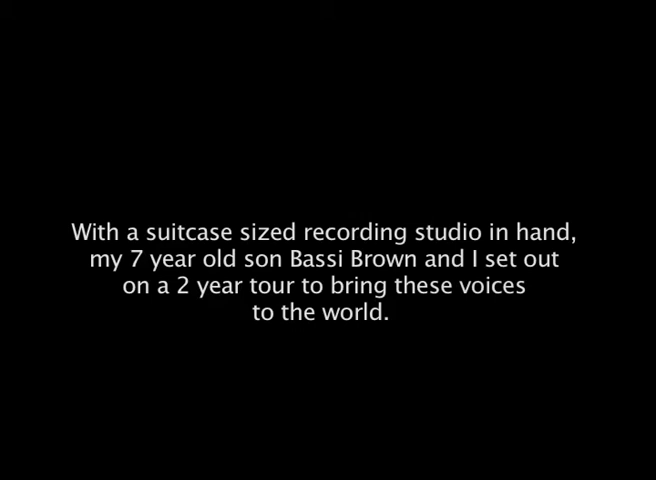 With a suitcase sized recording studio in hand,
my 7 year old son Bassi Brown and I set out
on a 2 year tour to bring these voices
to the world.